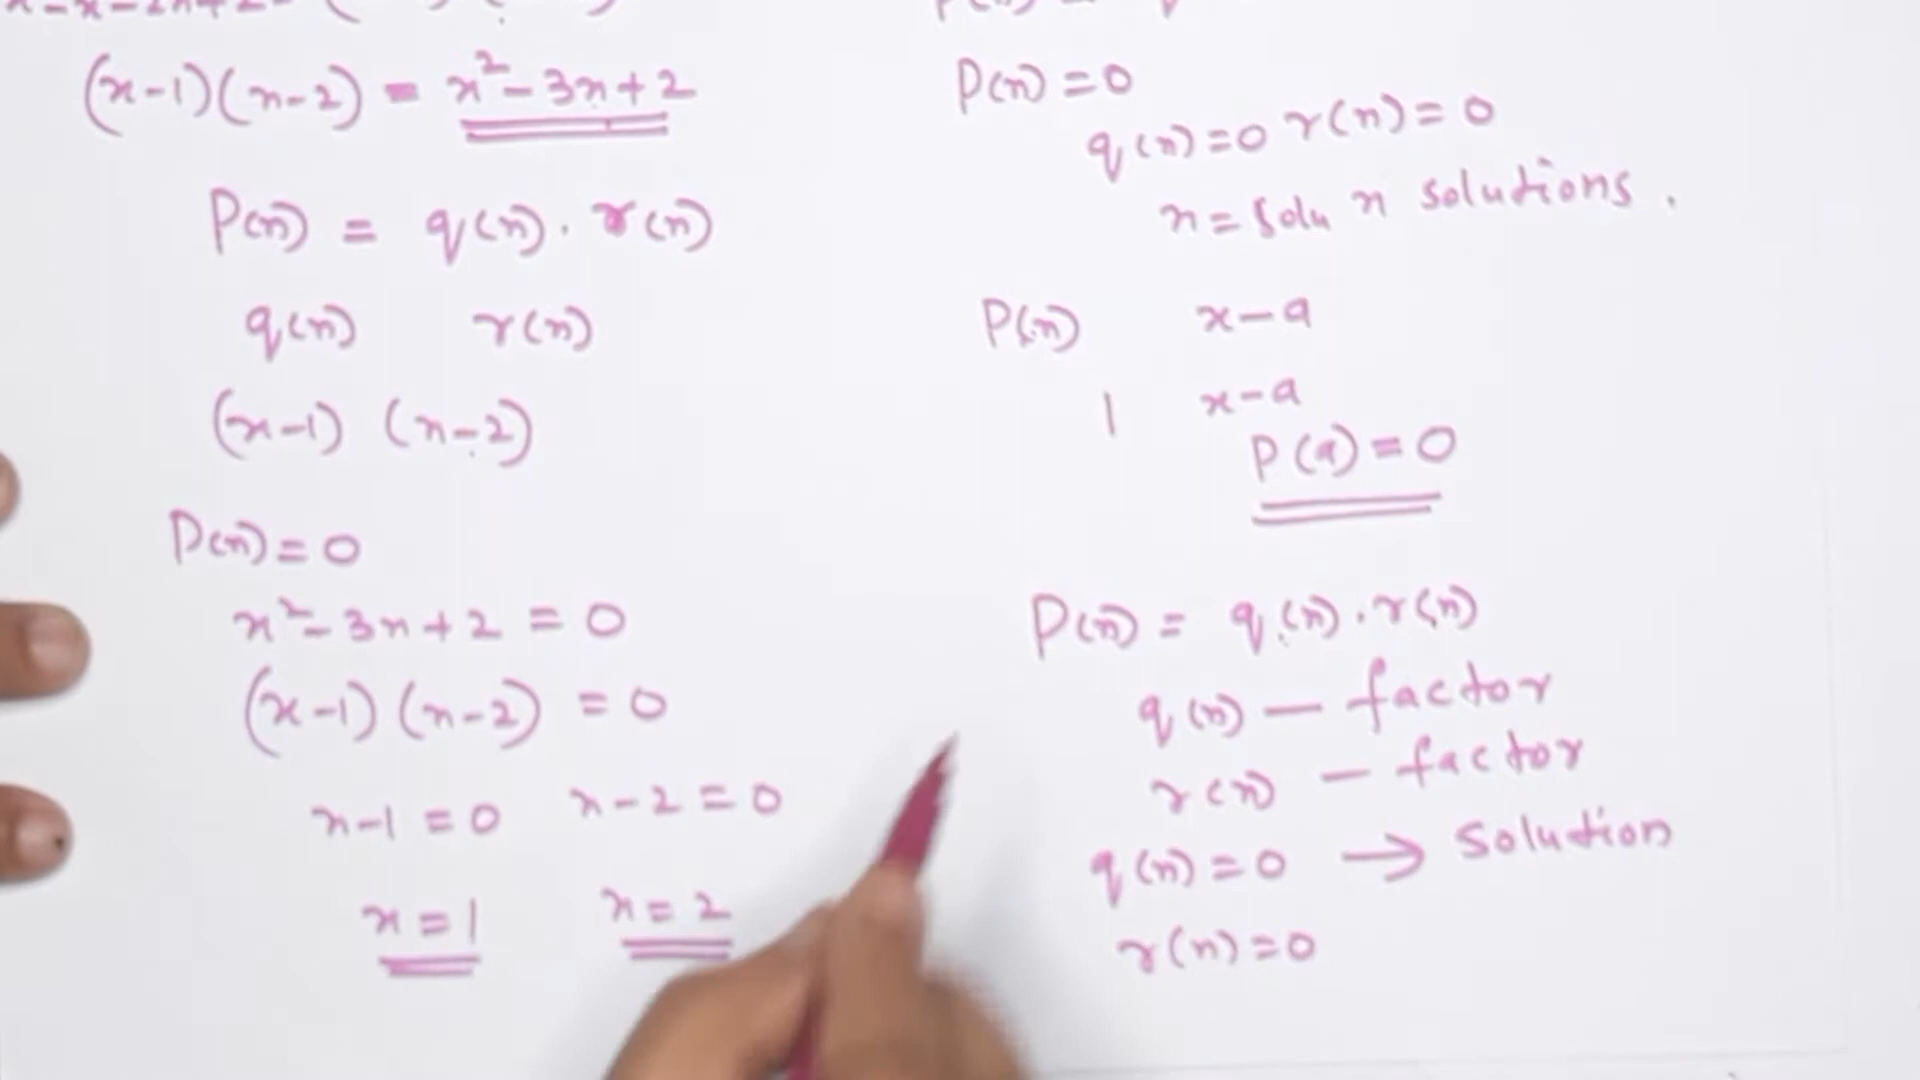 (x-1)(x-2) = x² - 3x + 2
P(x) = q(x) . r(x)
q(x) r(x)
(x-1) (x-2)
P(x) = 0
x² - 3x + 2 = 0
(x-1) (x-2) = 0
x-1 = 0 x-2 = 0
x = 1 x = 2
P(x) = 0
q(x) = 0 r(x) = 0
x = Solu x solutions.
P(x) x-a
1 x-a
P(a) = 0
P(x) = q(x) . r(x)
q(x) — factor
r(x) — factor
q(x) = 0 → Solution
r(x) = 0